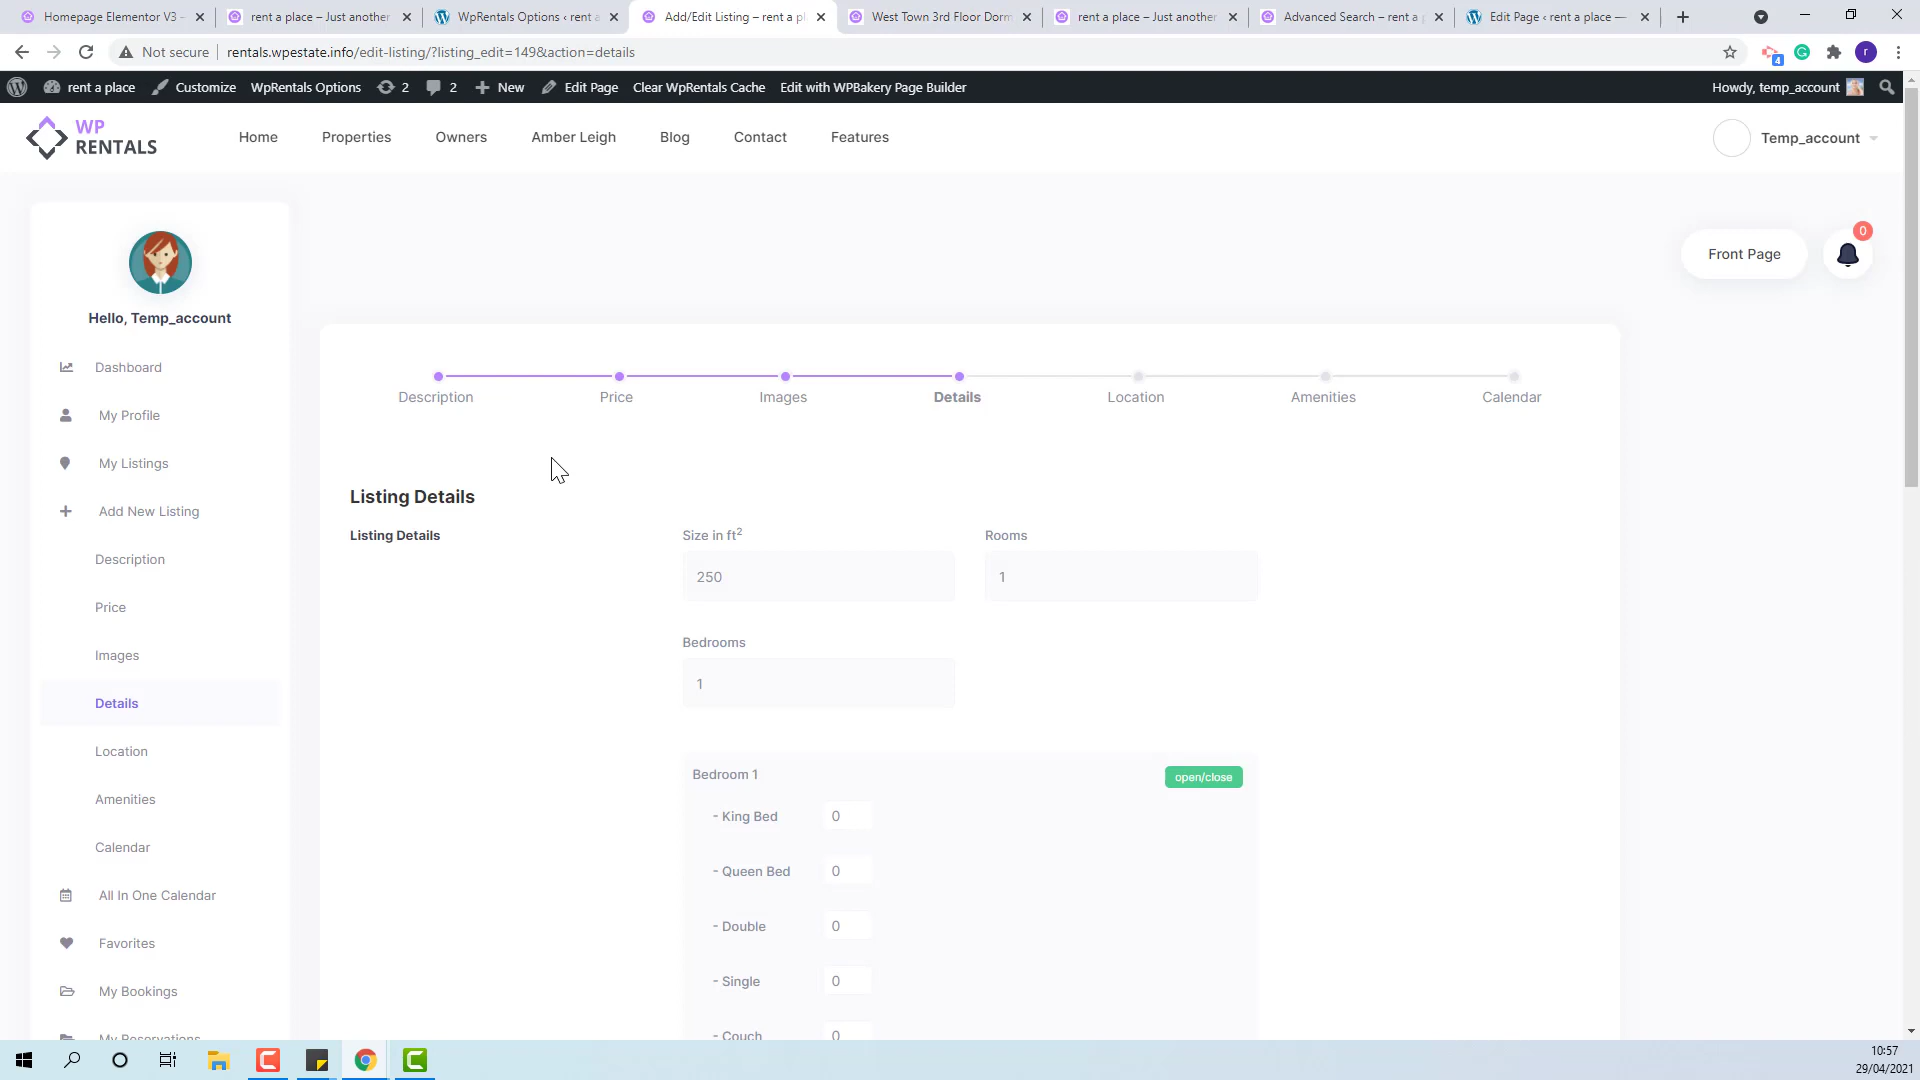 Homepage Elementor V3 –
rent a place – Just another
WpRentals Options ‹ rent a
Add/Edit Listing – rent a pl
West Town 3rd Floor Dorm
rent a place – Just another
Advanced Search – rent a p
Edit Page ‹ rent a place —
Not secure
rentals.wpestate.info/edit-listing/?listing_edit=149&action=details
4
r
rent a place
Customize
WpRentals Options
2
2
New
Edit Page
Clear WpRentals Cache
Edit with WPBakery Page Builder
Howdy, temp_account
WP
RENTALS
Home
Properties
Owners
Amber Leigh
Blog
Contact
Features
Temp_account
Hello, Temp_account
Dashboard
My Profile
My Listings
Add New Listing
Description
Price
Images
Details
Location
Amenities
Calendar
All In One Calendar
Favorites
My Bookings
My Reservations
Front Page
0
Description
Price
Images
Details
Location
Amenities
Calendar
Listing Details
Listing Details
Size in ft2
Rooms
250
1
Bedrooms
1
Bedroom 1
open/close
- King Bed 0
- Queen Bed 0
- Double 0
- Single 0
- Couch 0
10:57
29/04/2021